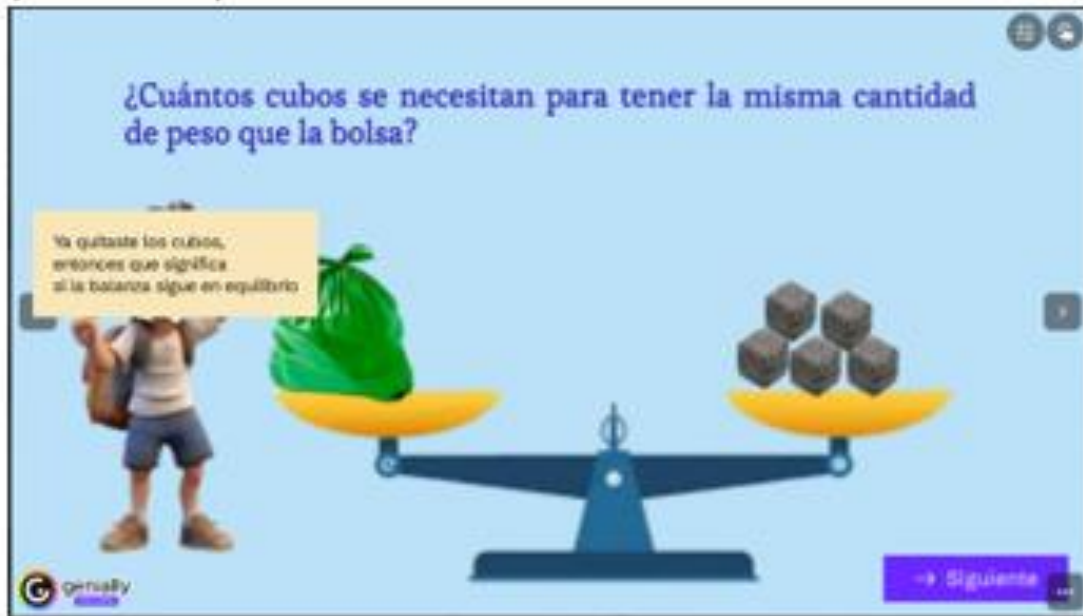 ¿Cuántos cubos se necesitan para tener la misma cantidad
de peso que la bolsa?
Ya quitaste los cubos,
entonces que significa
si la balanza sigue en equilibrio
genially
→ Siguiente